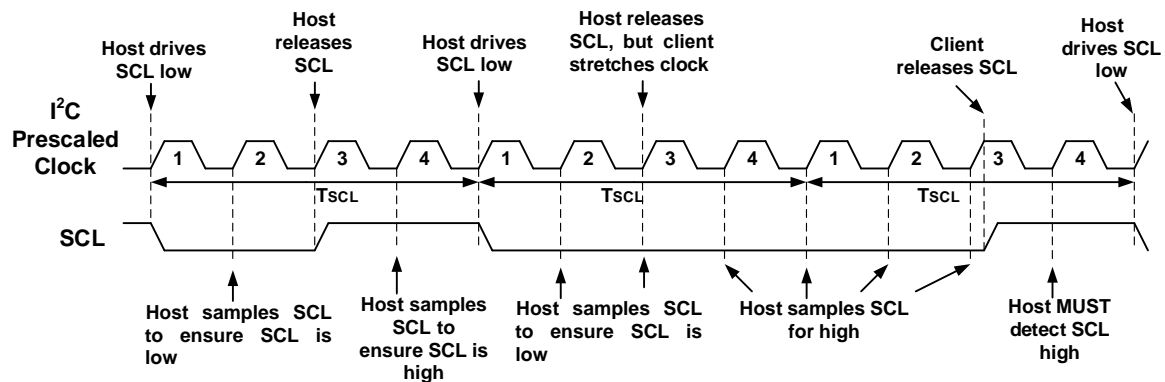 Host drives
SCL low
Host
releases
SCL
Host drives
SCL low
Host releases
SCL, but client
stretches clock
Client
releases SCL
Host
drives SCL
low
I²C
Prescaled
Clock
1 2 3 4 1 2 3 4 1 2 3 4
TSCL TSCL TSCL
SCL
Host samples SCL
to ensure SCL is
low
Host samples
SCL to
ensure SCL is
high
Host samples SCL
to ensure SCL is
low
Host samples SCL
for high
Host MUST
detect SCL
high